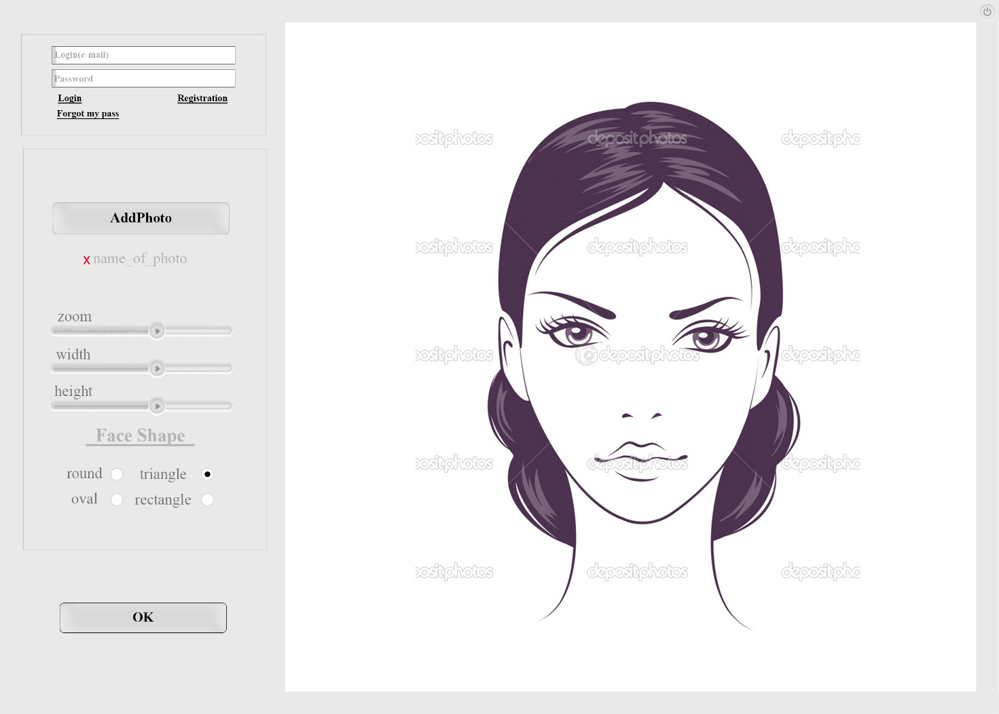 Login(e-mail)
Password
Login Registration
Forgot my pass
AddPhoto
x name_of_photo
zoom
width
height
Face Shape
round triangle
oval rectangle
OK
ositphotos depositphotos depositpho
ositphotos depositphotos depositpho
ositphotos depositphotos depositpho
ositphotos depositphotos depositpho
ositphotos depositphotos depositpho